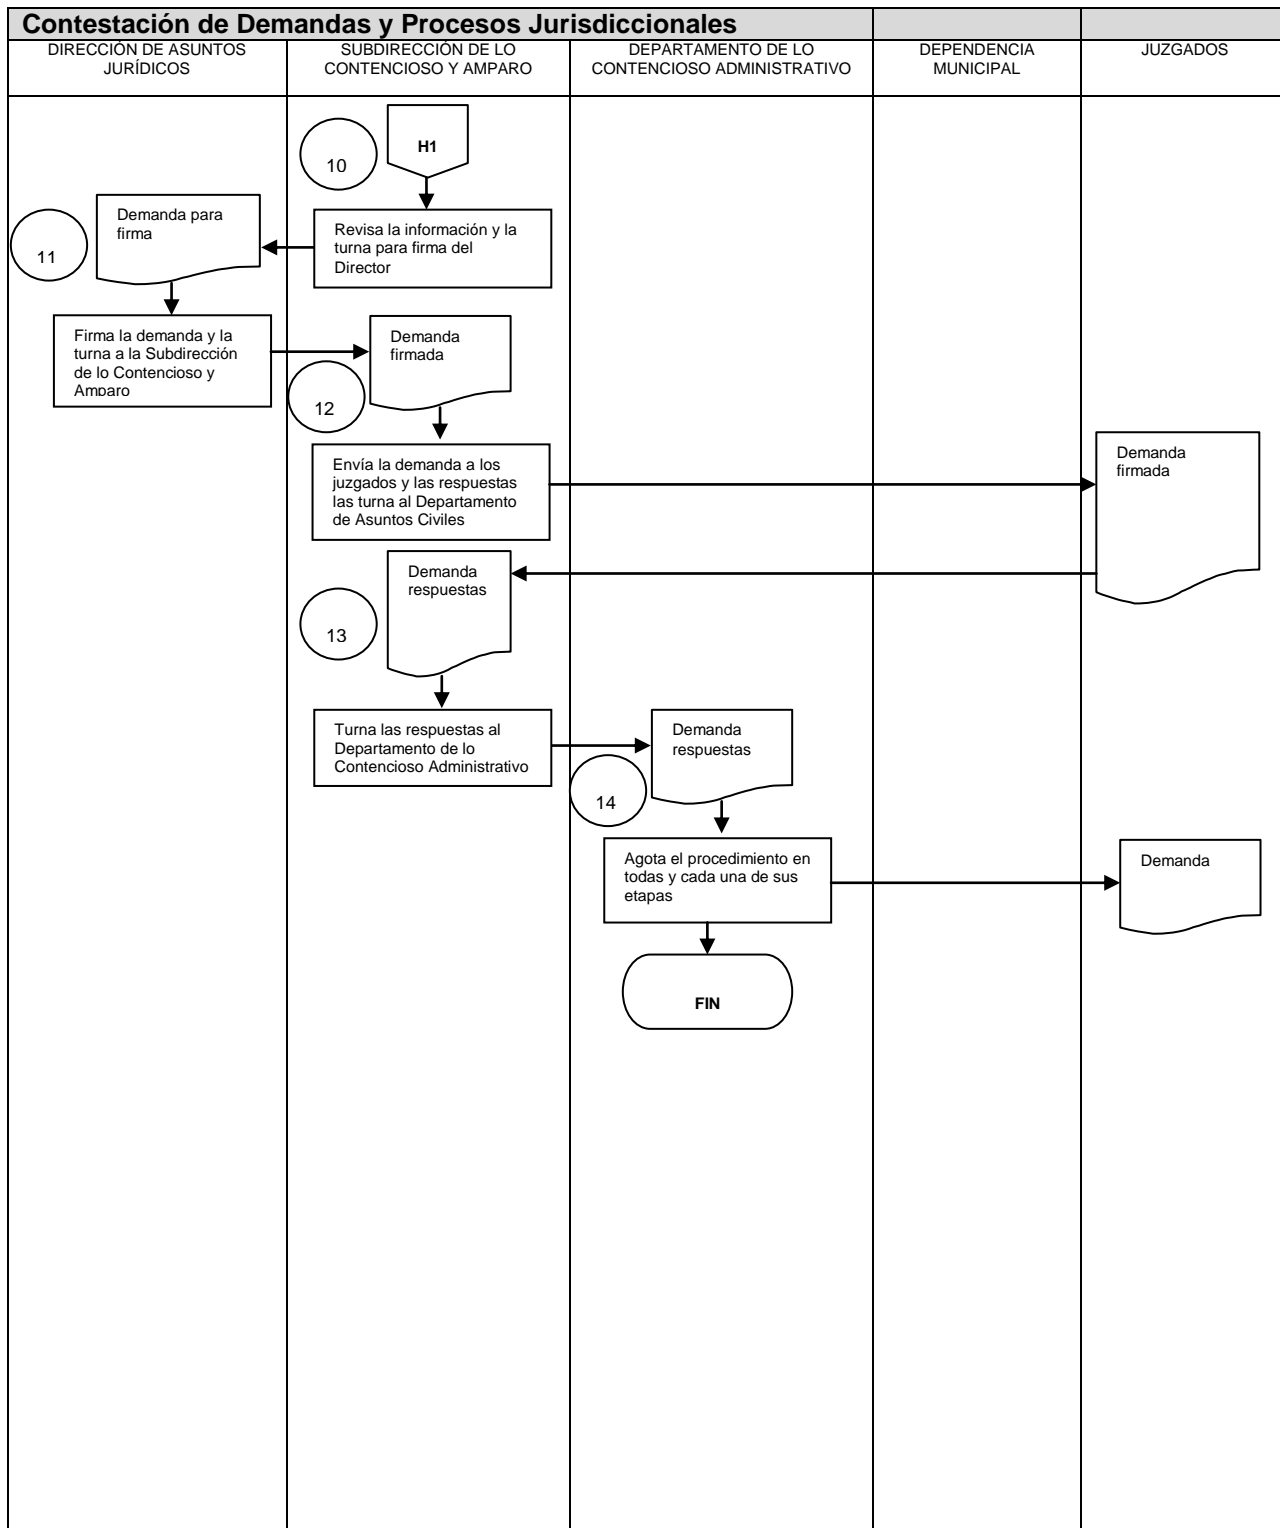 Contestación de Demandas y Procesos Jurisdiccionales
DIRECCIÓN DE ASUNTOS
JURÍDICOS
SUBDIRECCIÓN DE LO
CONTENCIOSO Y AMPARO
DEPARTAMENTO DE LO
CONTENCIOSO ADMINISTRATIVO
DEPENDENCIA
MUNICIPAL
JUZGADOS
10
H1
Revisa la información y la
turna para firma del
Director
11
Demanda para
firma
Firma la demanda y la
turna a la Subdirección
de lo Contencioso y
Amparo
12
Demanda
firmada
Envía la demanda a los
juzgados y las respuestas
las turna al Departamento
de Asuntos Civiles
Demanda
firmada
13
Demanda
respuestas
Turna las respuestas al
Departamento de lo
Contencioso Administrativo
14
Demanda
respuestas
Agota el procedimiento en
todas y cada una de sus
etapas
Demanda
FIN